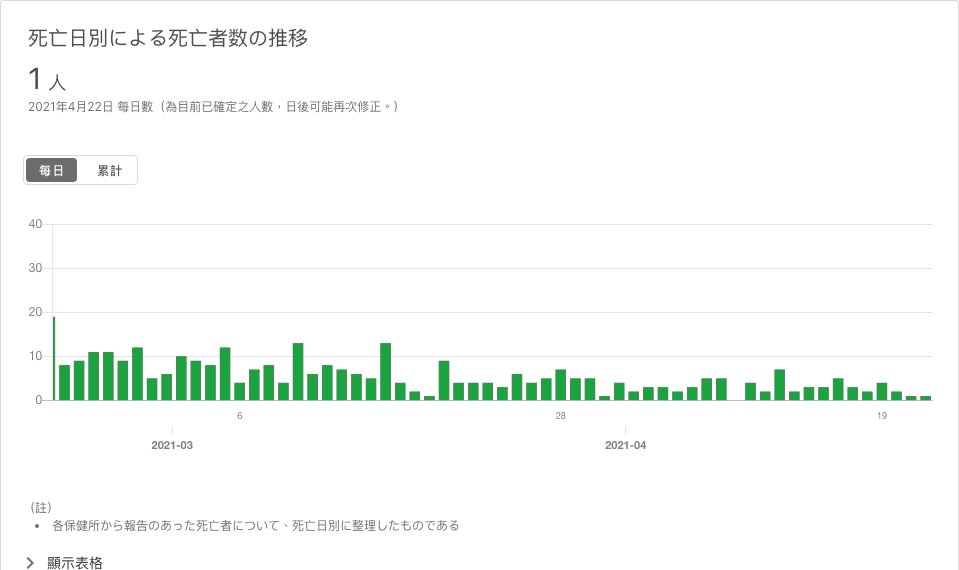 死亡日別による死亡者数の推移
1 人
2021年4月22日 每日數（為目前已確定之人數，日後可能再次修正。）
每日 累計
40
30
20
10
0
6 28 19
2021-03 2021-04
（註）
• 各保健所から報告のあった死亡者について、死亡日別に整理したものである
顯示表格